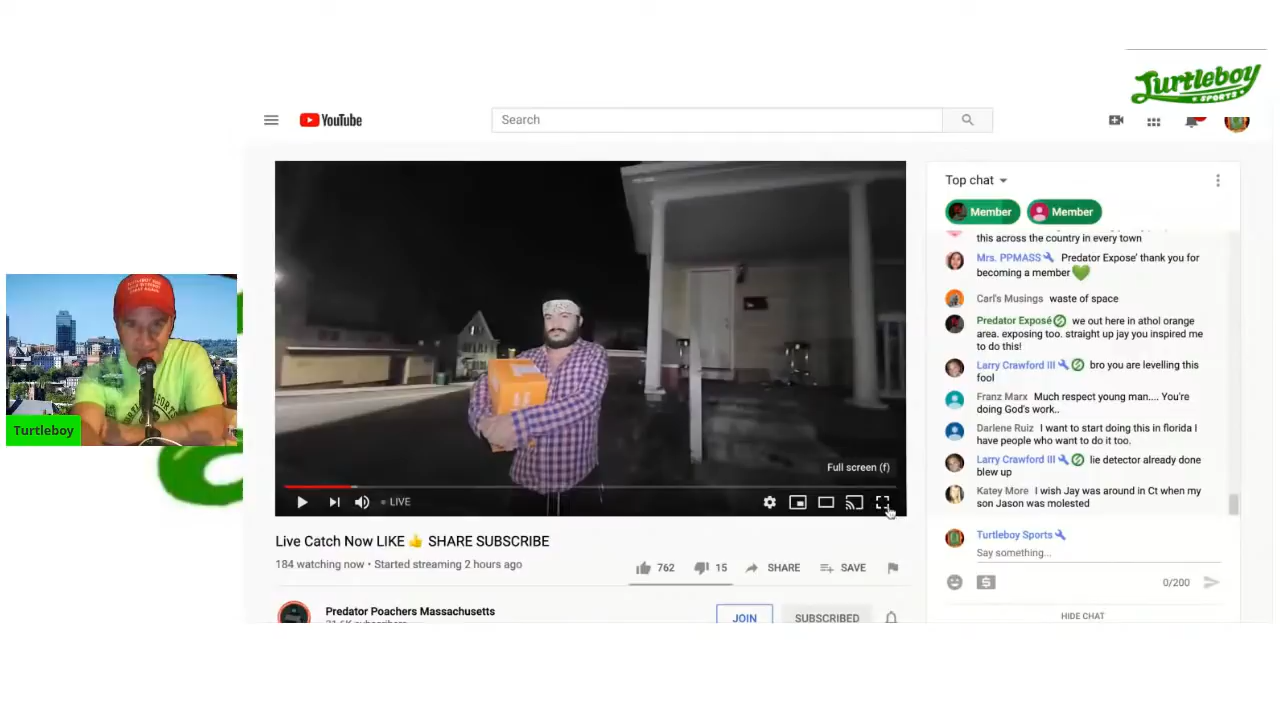 Turtleboy
SPORTS
YouTube
Search
Top chat
Member
Member
this across the country in every town
Mrs. PPMASS Predator Expose' thank you for
becoming a member
Carl's Musings waste of space
Predator Exposé we out here in athol orange
area. exposing too. straight up jay you inspired me
to do this!
Larry Crawford III bro you are levelling this
fool
Franz Marx Much respect young man.... You're
doing God's work..
Darlene Ruiz I want to start doing this in florida I
have people who want to do it too.
Larry Crawford III lie detector already done
blew up
Katey More I wish Jay was around in Ct when my
son Jason was molested
Turtleboy Sports
Say something...
0/200
HIDE CHAT
Turtleboy
Full screen (f)
LIVE
Live Catch Now LIKE 👍 SHARE SUBSCRIBE
184 watching now • Started streaming 2 hours ago
762 15 SHARE SAVE
Predator Poachers Massachusetts
JOIN SUBSCRIBED